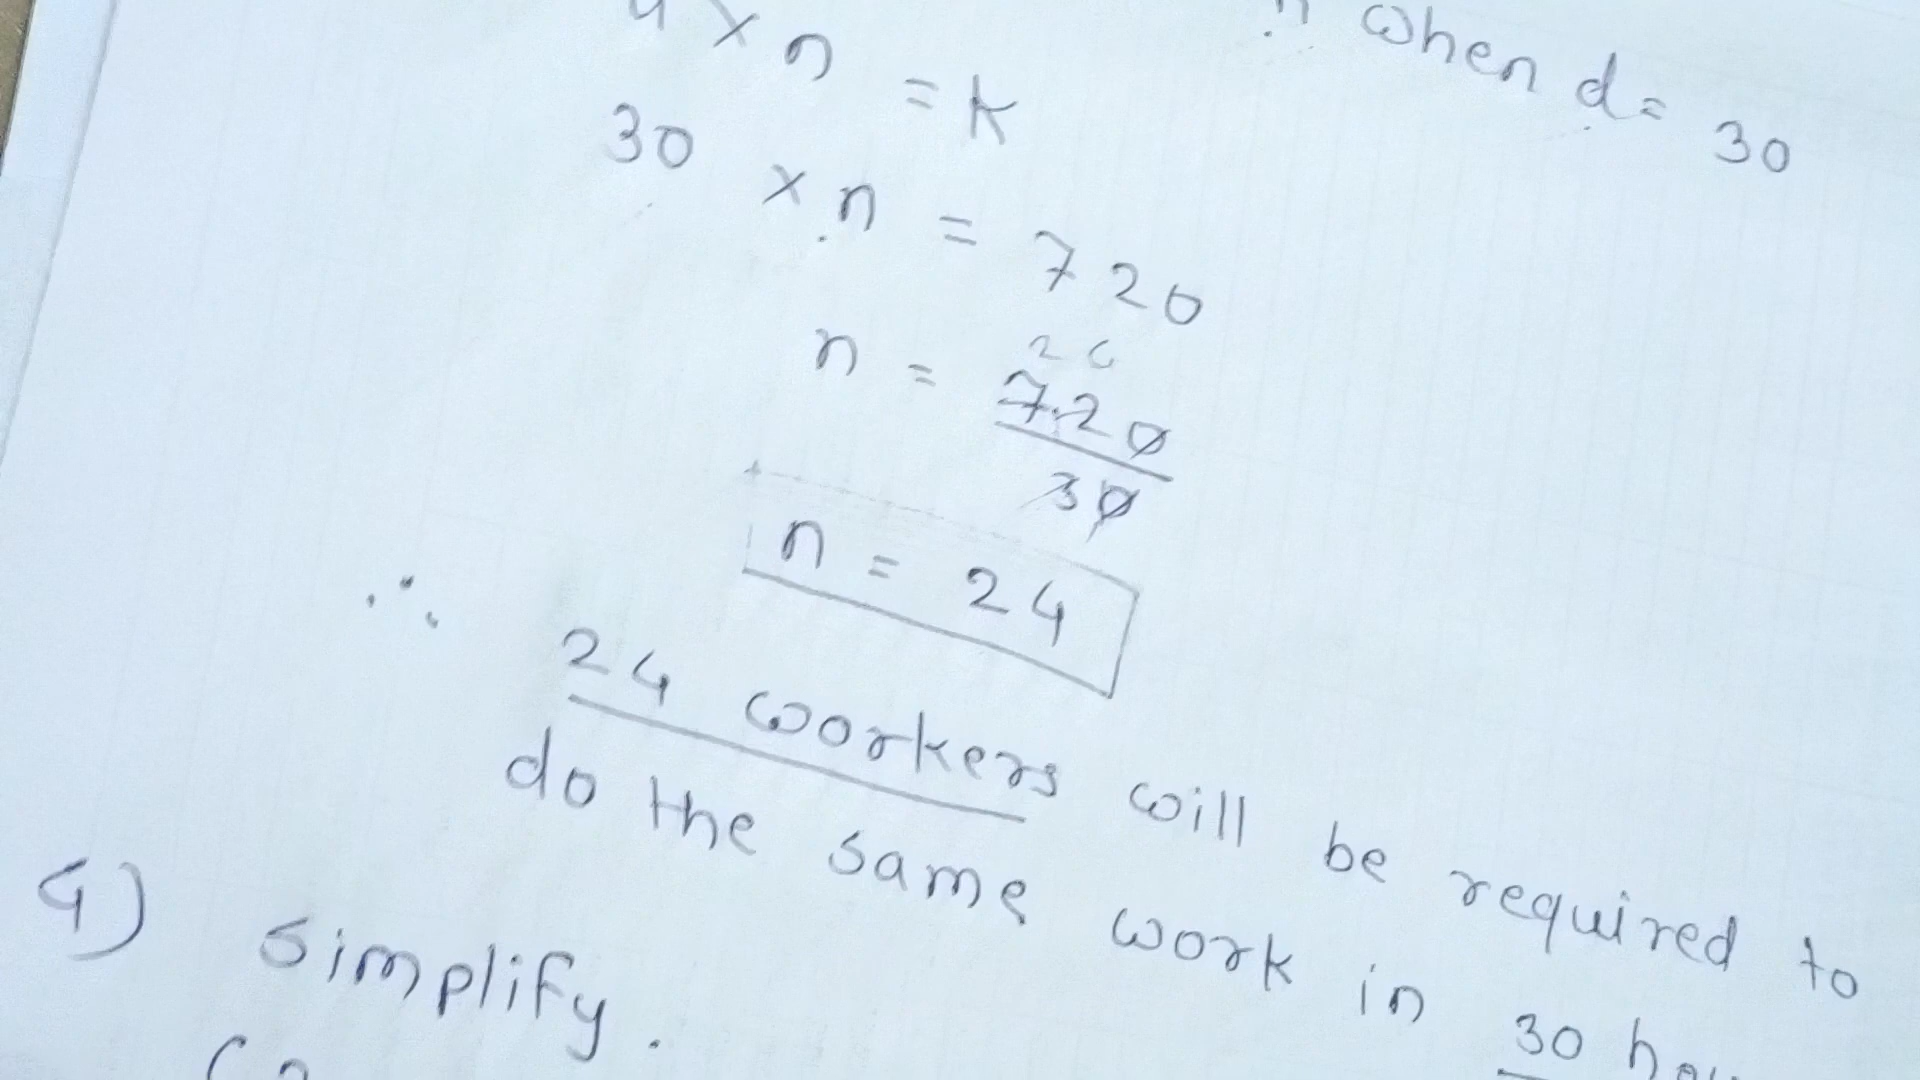 when d= 30
× n = k
30 × n = 720
n = 720/30
n = 24
∴ 24 workers will be required to
do the same work in 30
4) Simplify.